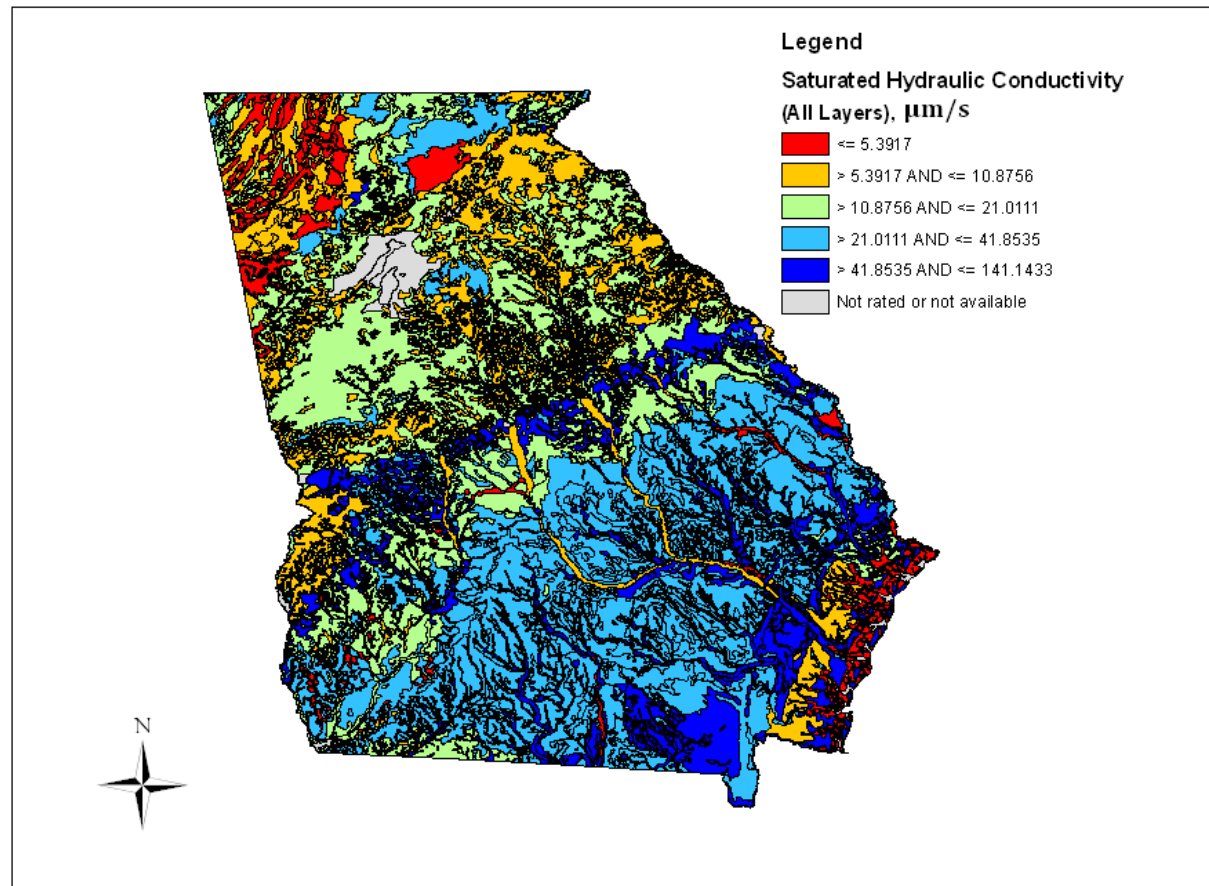 Legend
Saturated Hydraulic Conductivity
(All Layers), μm/s
<= 5.3917
> 5.3917 AND <= 10.8756
> 10.8756 AND <= 21.0111
> 21.0111 AND <= 41.8535
> 41.8535 AND <= 141.1433
Not rated or not available
N